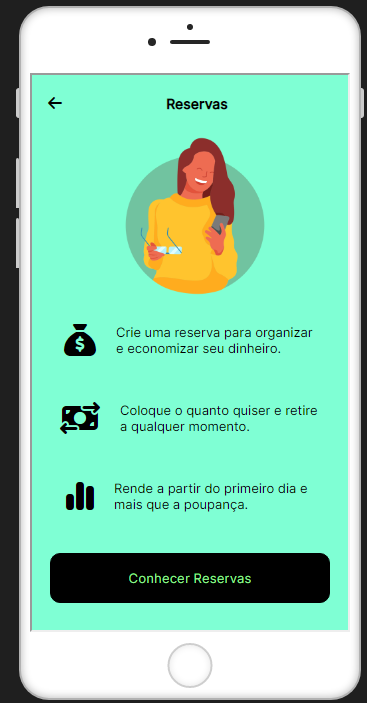 Reservas
Crie uma reserva para organizar
e economizar seu dinheiro.
Coloque o quanto quiser e retire
a qualquer momento.
Rende a partir do primeiro dia e
mais que a poupança.
Conhecer Reservas